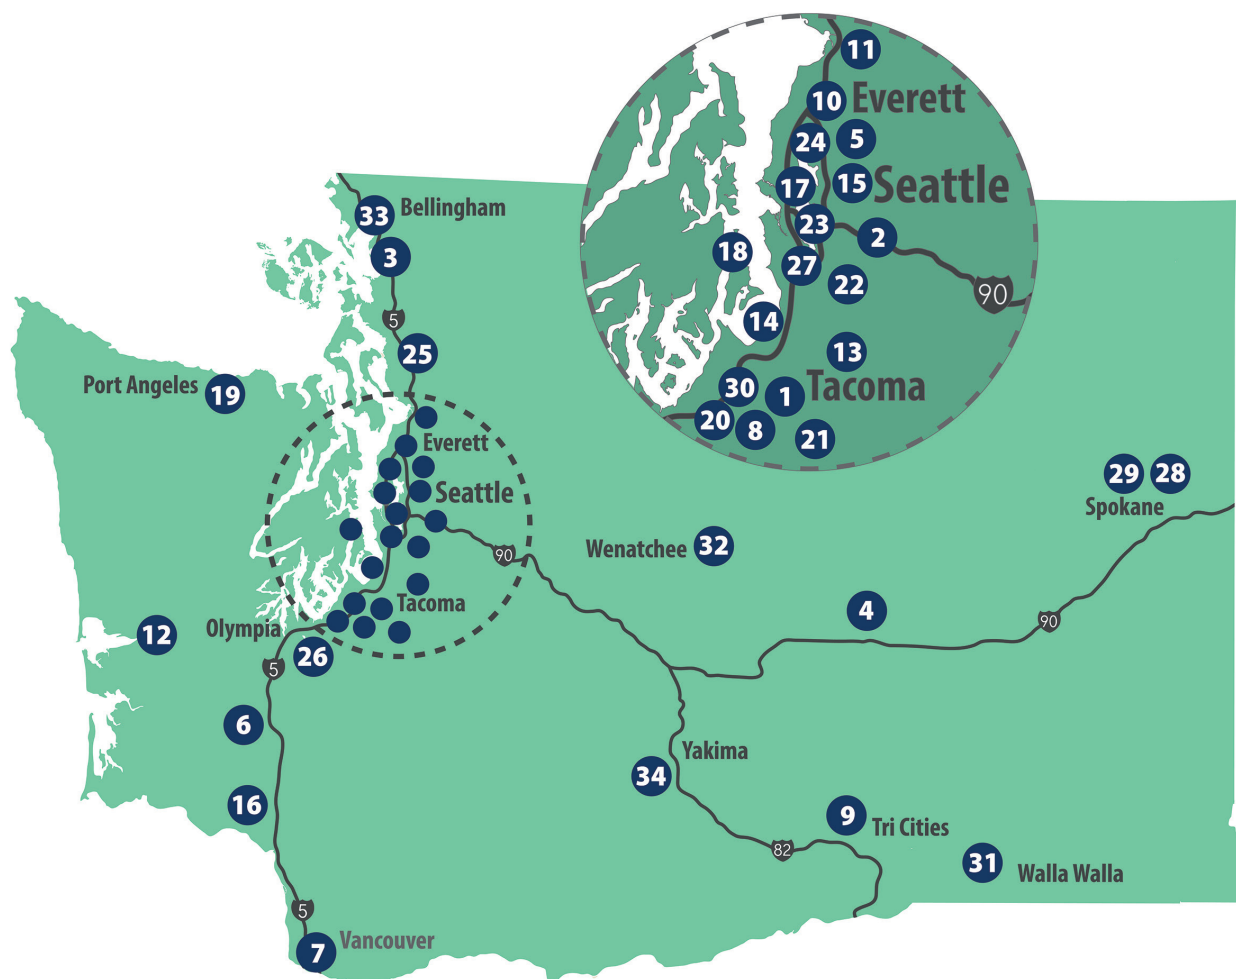 11
10 Everett
24 5
17 15 Seattle
23 2
18 27 22
90
14
13
30 1 Tacoma
20 8 21
33 Bellingham
3
5
25
Port Angeles 19
Everett
Seattle
90
Tacoma
Olympia
12
26
5
6
16
5
7 Vancouver
Wenatchee 32
4
29 28
Spokane
90
Yakima
34
82
9 Tri Cities
31 Walla Walla